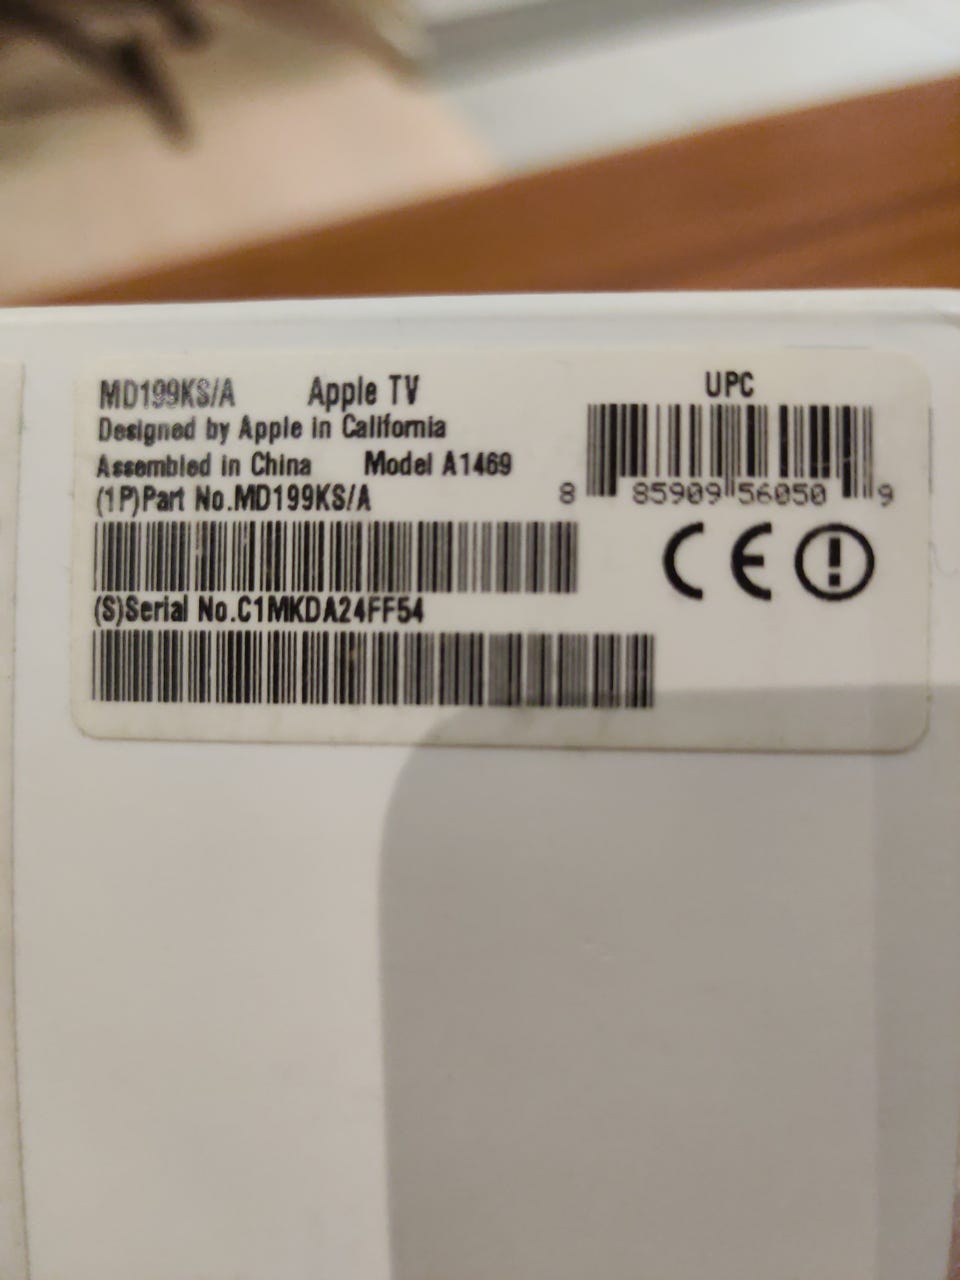 MD199KS/A Apple TV
Designed by Apple in California
Assembled in China Model A1469
(1P)Part No.MD199KS/A
(S)Serial No.C1MKDA24FF54
UPC
8 85909 56050 9
CE